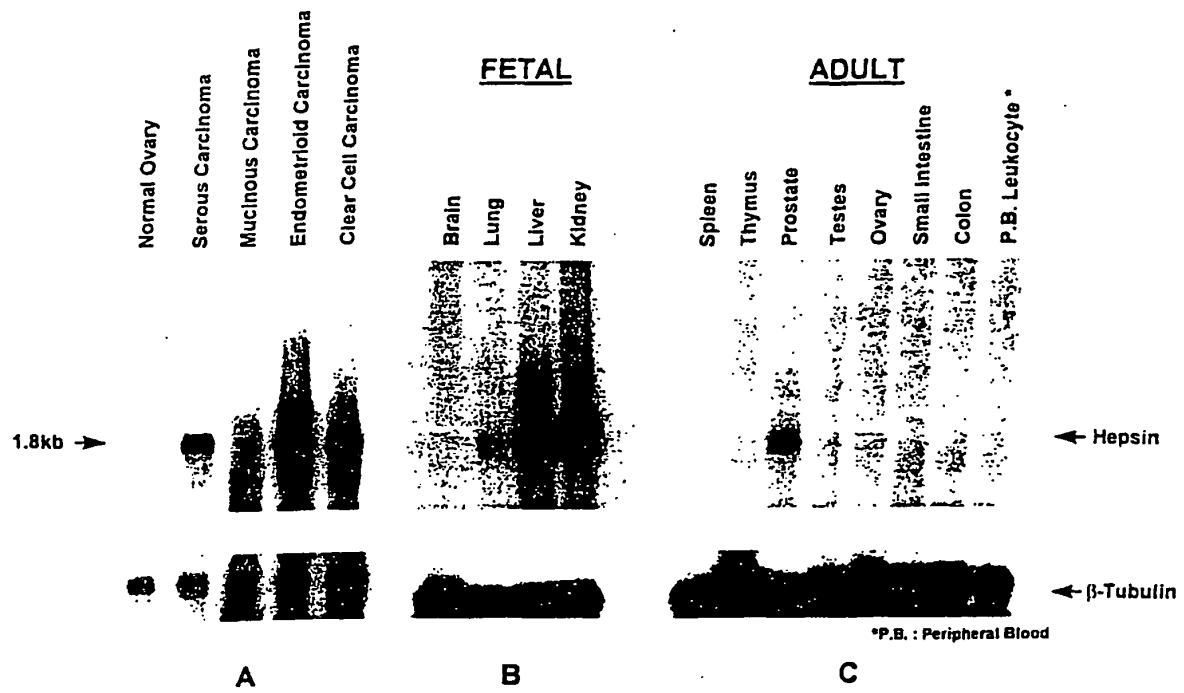 Normal Ovary
Serous Carcinoma
Mucinous Carcinoma
Endometrioid Carcinoma
Clear Cell Carcinoma
FETAL
Brain
Lung
Liver
Kidney
ADULT
Spleen
Thymus
Prostate
Testes
Ovary
Small Intestine
Colon
P.B. Leukocyte *
1.8kb →
← Hepsin
← β-Tubulin
*P.B. : Peripheral Blood
A
B
C